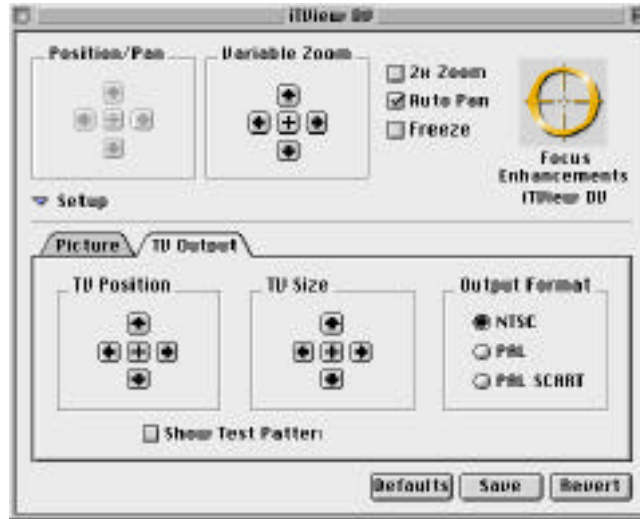 iTView DV
Position/Pan
Variable Zoom
2x Zoom
Auto Pan
Freeze
Focus
Enhancements
iTView DV
Setup
Picture
TV Output
TV Position
TV Size
Output Format
NTSC
PAL
PAL SCART
Show Test Patter
Defaults
Save
Revert